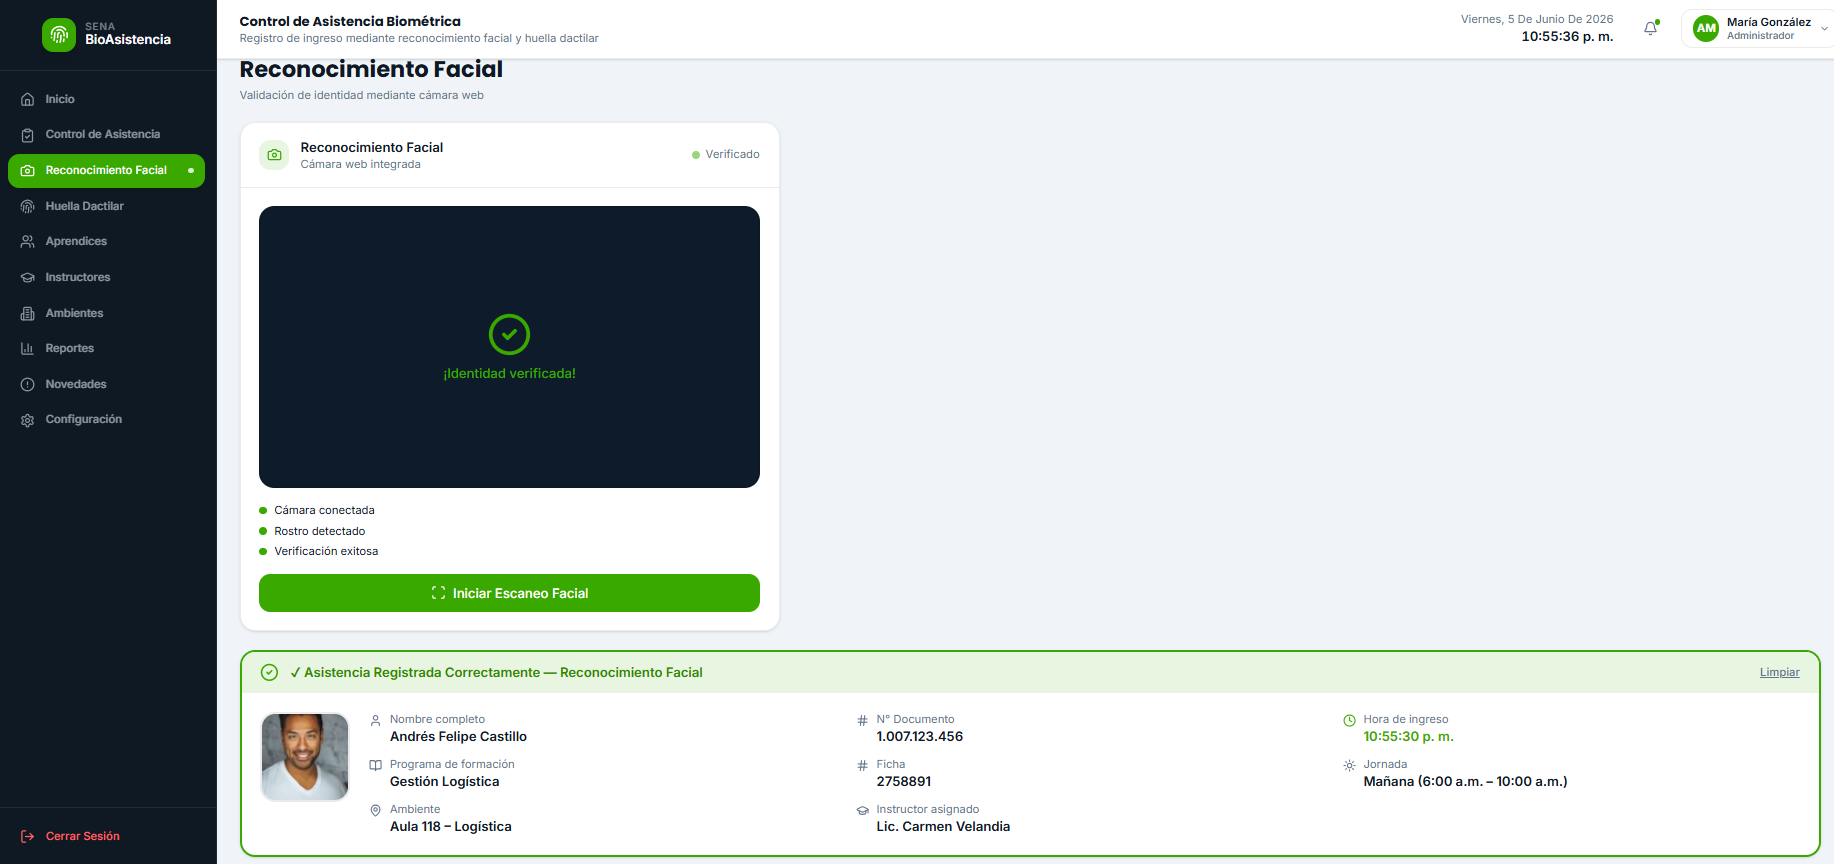 SENA
BioAsistencia
Inicio
Control de Asistencia
Reconocimiento Facial
Huella Dactilar
Aprendices
Instructores
Ambientes
Reportes
Novedades
Configuración
Cerrar Sesión
Control de Asistencia Biométrica
Registro de ingreso mediante reconocimiento facial y huella dactilar
Viernes, 5 De Junio De 2026
10:55:36 p. m.
AM
María González
Administrador
Reconocimiento Facial
Validación de identidad mediante cámara web
Reconocimiento Facial
Cámara web integrada
Verificado
¡Identidad verificada!
Cámara conectada
Rostro detectado
Verificación exitosa
Iniciar Escaneo Facial
✓ Asistencia Registrada Correctamente — Reconocimiento Facial
Limpiar
Nombre completo
Andrés Felipe Castillo
N° Documento
1.007.123.456
Hora de ingreso
10:55:30 p. m.
Programa de formación
Gestión Logística
Ficha
2758891
Jornada
Mañana (6:00 a.m. – 10:00 a.m.)
Ambiente
Aula 118 – Logística
Instructor asignado
Lic. Carmen Velandia